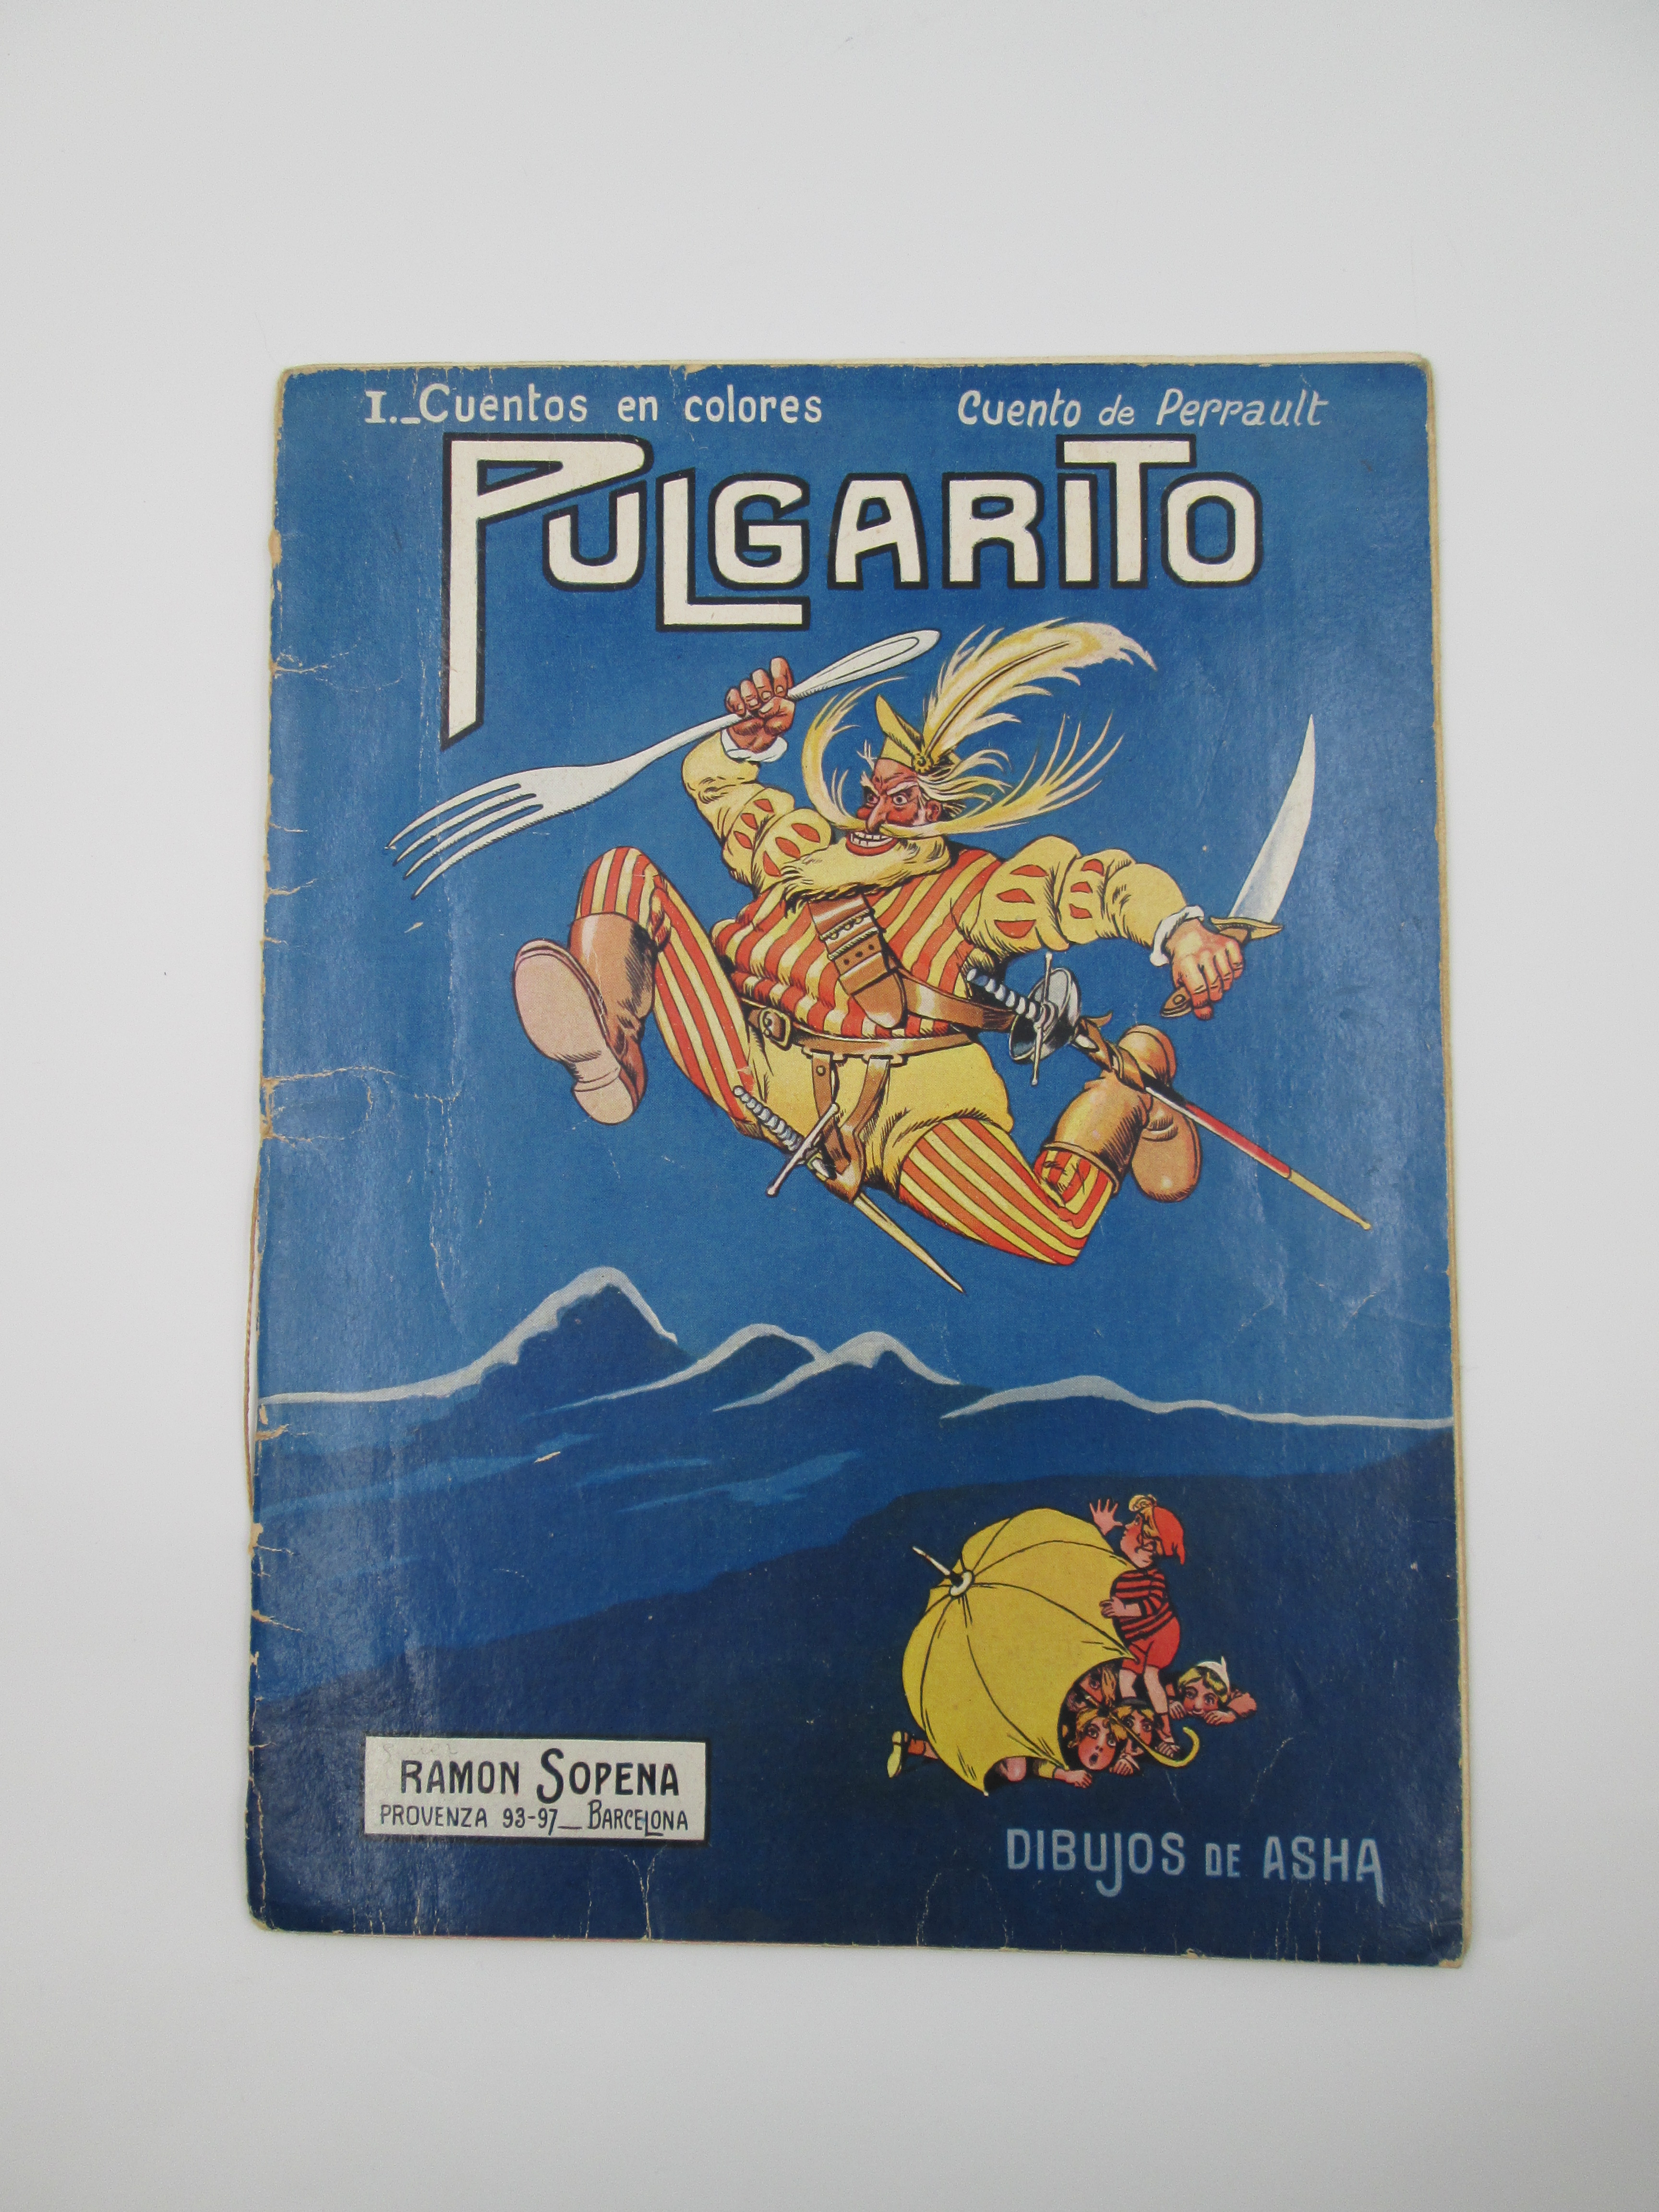 I._Cuentos en colores
Cuento de Perrault
PULGARITO
RAMON SOPENA
PROVENZA 93-97_BARCELONA
DIBUJOS DE ASHA